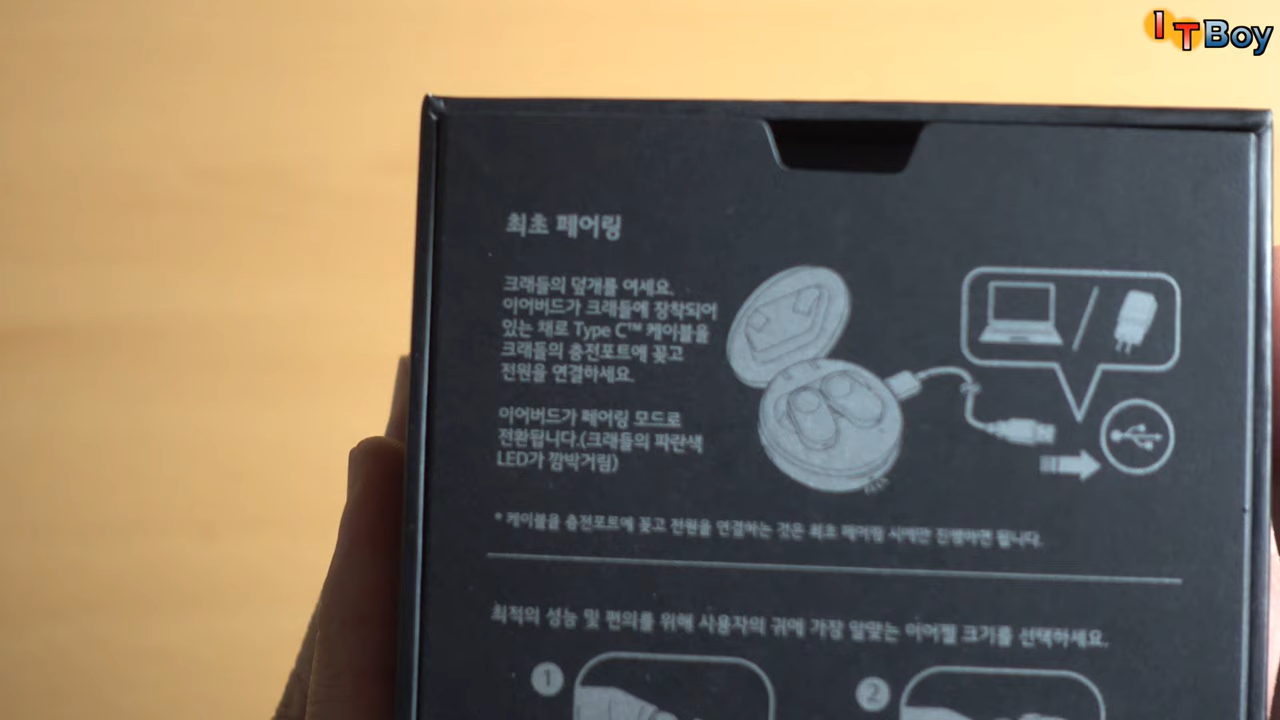 ITBoy
최초 페어링
크래들의 덮개를 여세요.
이어버드가 크래들에 장착되어
있는 채로 Type C™ 케이블을
크래들의 충전포트에 꽂고
전원을 연결하세요.
이어버드가 페어링 모드로
전환됩니다.(크래들의 파란색
LED가 깜박거림)
* 케이블을 충전포트에 꽂고 전원을 연결하는 것은 최초 페어링 시에만 진행하면 됩니다.
최적의 성능 및 편의를 위해 사용자의 귀에 가장 알맞는 이어젤 크기를 선택하세요.
1
2